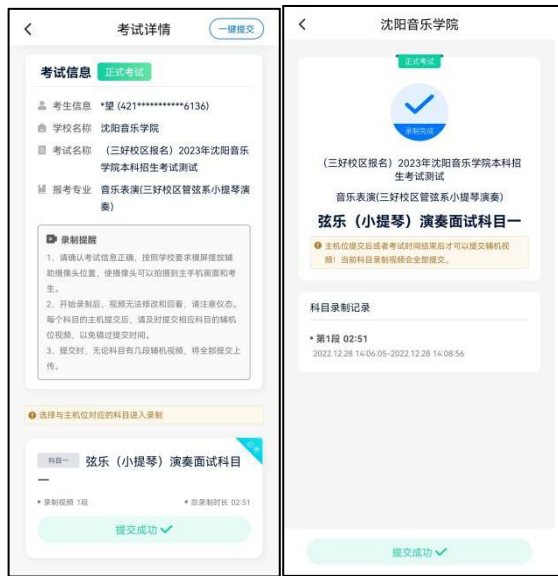 考试详情
一键提交
考试信息
正式考试
考生信息 *望 (421***********6136)
学校名称 沈阳音乐学院
考试名称 （三好校区报名）2023年沈阳音乐
学院本科招生考试测试
报考专业 音乐表演(三好校区管弦系小提琴演
奏)
录制提醒
1、请确认考试信息正确，按照学校要求横屏摆放辅
助摄像头位置，使摄像头可以拍摄到主手机画面和考
生。
2、开始录制后，视频无法修改和回看，请注意仪态。
每个科目的主机提交后，请及时提交相应科目的辅机
位视频，以免错过提交时间。
3、提交时，无论科目有几段辅机视频，将全部提交上
传。
选择与主机位对应的科目进入录制
科目一 弦乐（小提琴）演奏面试科目
一
• 录制视频 1段
• 总录制时长 02:51
提交成功
沈阳音乐学院
正式考试
录制完成
（三好校区报名）2023年沈阳音乐学院本科招
生考试测试
音乐表演(三好校区管弦系小提琴演奏)
弦乐（小提琴）演奏面试科目一
主机位提交后或者考试时间结束后才可以提交辅机视
频！当前科目录制视频会全部提交。
科目录制记录
• 第1段 02:51
2022.12.28 14:06:05-2022.12.28 14:08:56
提交成功